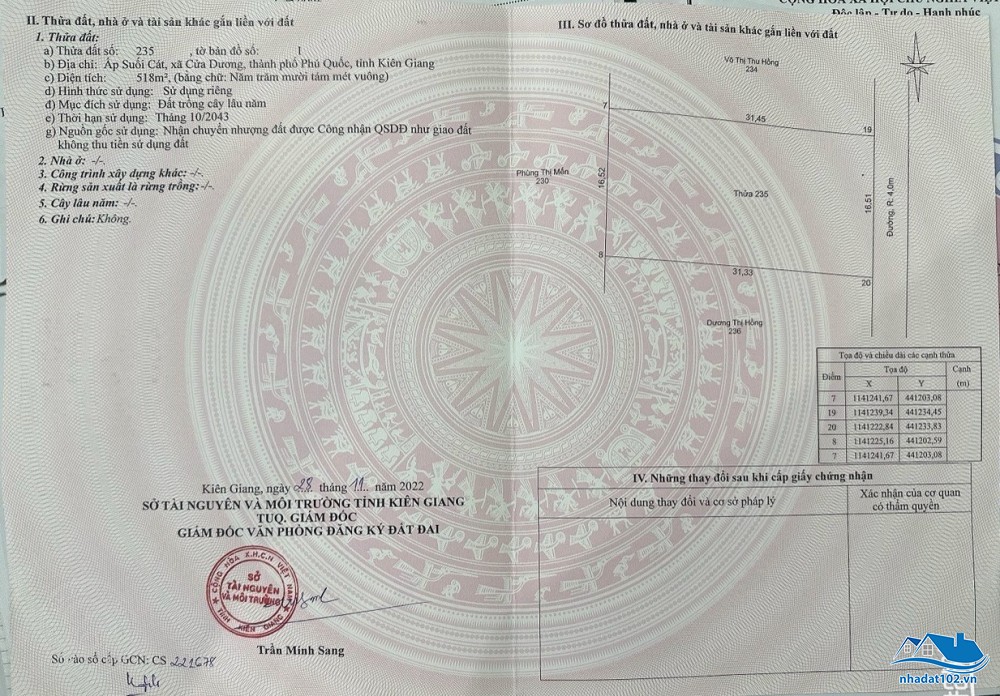 II. Thửa đất, nhà ở và tài sản khác gắn liền với đất
1. Thửa đất:
a) Thửa đất số: 235 , tờ bản đồ số: 1
b) Địa chỉ: Ấp Suối Cát, xã Cửa Dương, thành phố Phú Quốc, tỉnh Kiên Giang
c) Diện tích: 518m², (bằng chữ: Năm trăm mười tám mét vuông)
d) Hình thức sử dụng: Sử dụng riêng
đ) Mục đích sử dụng: Đất trồng cây lâu năm
e) Thời hạn sử dụng: Tháng 10/2043
g) Nguồn gốc sử dụng: Nhận chuyển nhượng đất được Công nhận QSDĐ như giao đất
không thu tiền sử dụng đất
2. Nhà ở: -/-.
3. Công trình xây dựng khác: -/-.
4. Rừng sản xuất là rừng trồng: -/-.
5. Cây lâu năm: -/-.
6. Ghi chú: Không.
Kiên Giang, ngày 28 tháng 11 năm 2022
SỞ TÀI NGUYÊN VÀ MÔI TRƯỜNG TỈNH KIÊN GIANG
TUQ. GIÁM ĐỐC
GIÁM ĐỐC VĂN PHÒNG ĐĂNG KÝ ĐẤT ĐAI
CỘNG HÒA X.H.C.N VIỆT NAM
SỞ
TÀI NGUYÊN
VÀ MÔI TRƯỜNG
TỈNH KIÊN GIANG
Trần Minh Sang
Số vào sổ cấp GCN: CS 221678
Độc lập - Tự do - Hạnh phúc
III. Sơ đồ thửa đất, nhà ở và tài sản khác gắn liền với đất
Võ Thị Thu Hồng
234
7
31,45
19
Phùng Thị Môn
230
16,52
Thửa 235
16,51
Đường, R: 4,0m
8
31,33
20
Dương Thị Hồng
236
Tọa độ và chiều dài các cạnh thửa
Điểm Tọa độ Cạnh
X Y (m)
7 1141241,67 441203,08
19 1141239,34 441234,45
20 1141222,84 441233,83
8 1141225,16 441202,59
7 1141241,67 441203,08
IV. Những thay đổi sau khi cấp giấy chứng nhận
Nội dung thay đổi và cơ sở pháp lý
Xác nhận của cơ quan
có thẩm quyền
nhadat102.vn